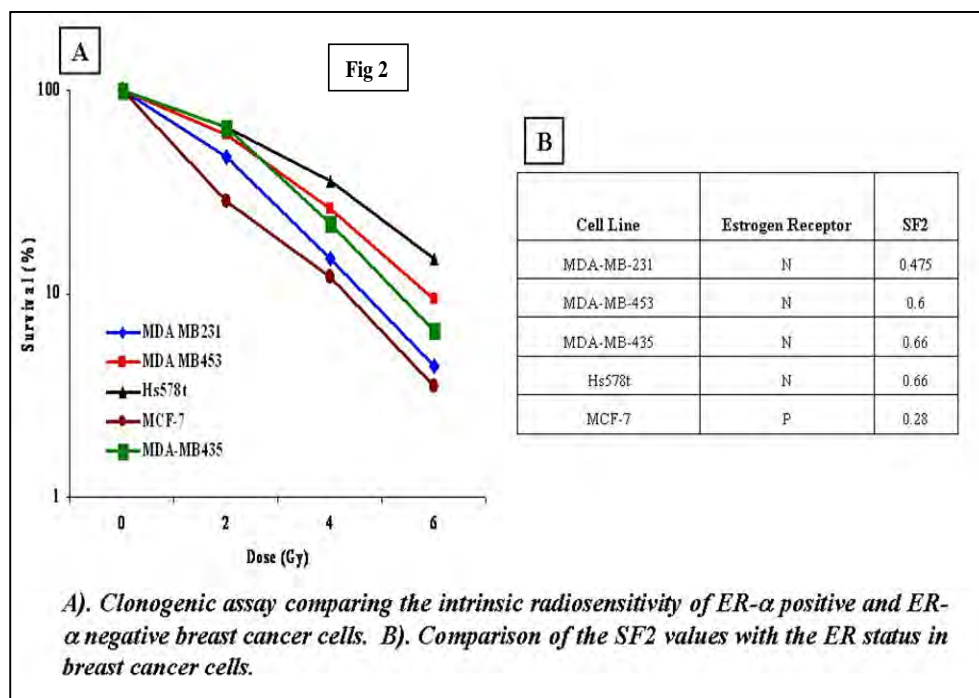 A
Fig 2
100
10
1
Survival (%)
MDA MB231
MDA MB453
Hs578t
MCF-7
MDA-MB435
0 2 4 6
Dose (Gy)
B
Cell Line Estrogen Receptor SF2
MDA-MB-231 N 0.475
MDA-MB-453 N 0.6
MDA-MB-435 N 0.66
Hs578t N 0.66
MCF-7 P 0.28
A). Clonogenic assay comparing the intrinsic radiosensitivity of ER-α positive and ER-
α negative breast cancer cells. B). Comparison of the SF2 values with the ER status in
breast cancer cells.